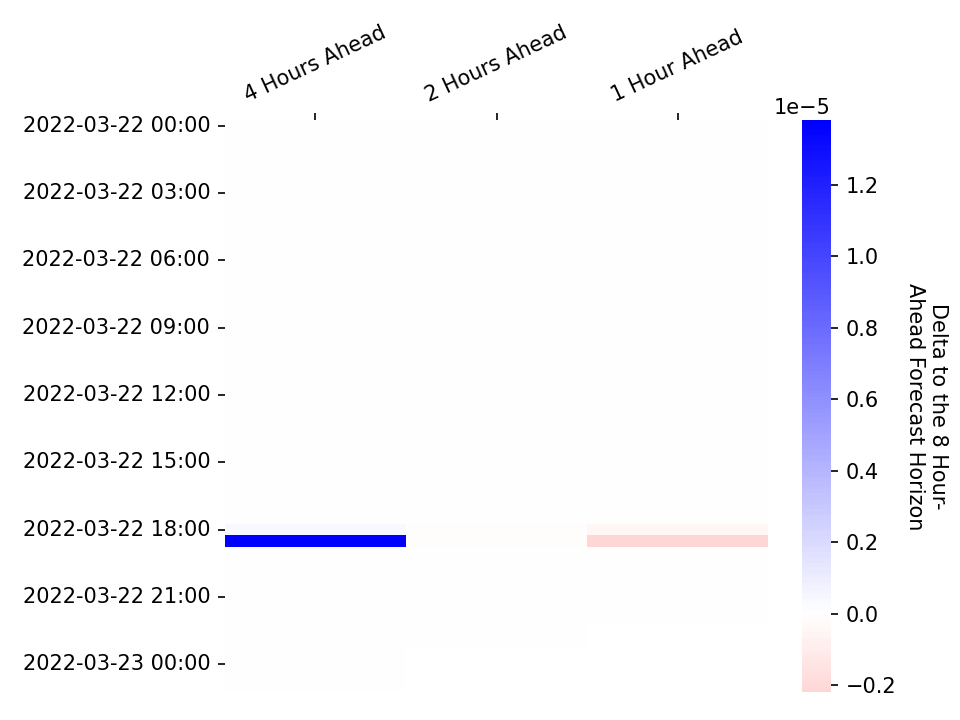 4 Hours Ahead
2 Hours Ahead
1 Hour Ahead
1e−5
2022-03-22 00:00
2022-03-22 03:00
2022-03-22 06:00
2022-03-22 09:00
2022-03-22 12:00
2022-03-22 15:00
2022-03-22 18:00
2022-03-22 21:00
2022-03-23 00:00
1.2
1.0
0.8
0.6
0.4
0.2
0.0
−0.2
Delta to the 8 Hour-
Ahead Forecast Horizon